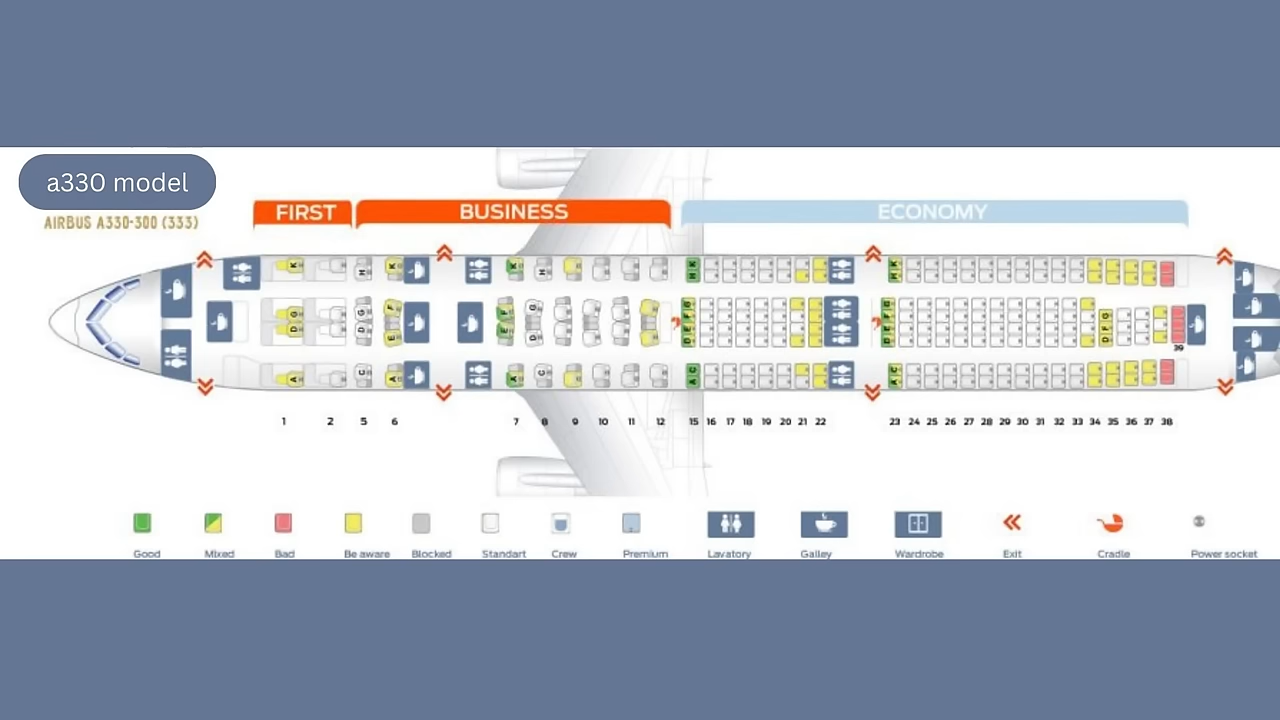 a330 model
AIRBUS A330-300 (333)
FIRST BUSINESS ECONOMY
K H K K H H K H K
D G D G E F D G D E F G D E F G D F G
39
A C A A C A C A C
1 2 5 6 7 8 9 10 11 12 15 16 17 18 19 20 21 22 23 24 25 26 27 28 29 30 31 32 33 34 35 36 37 38
Good Mixed Bad Be aware Blocked Standart Crew Premium Lavatory Galley Wardrobe Exit Cradle Power socket